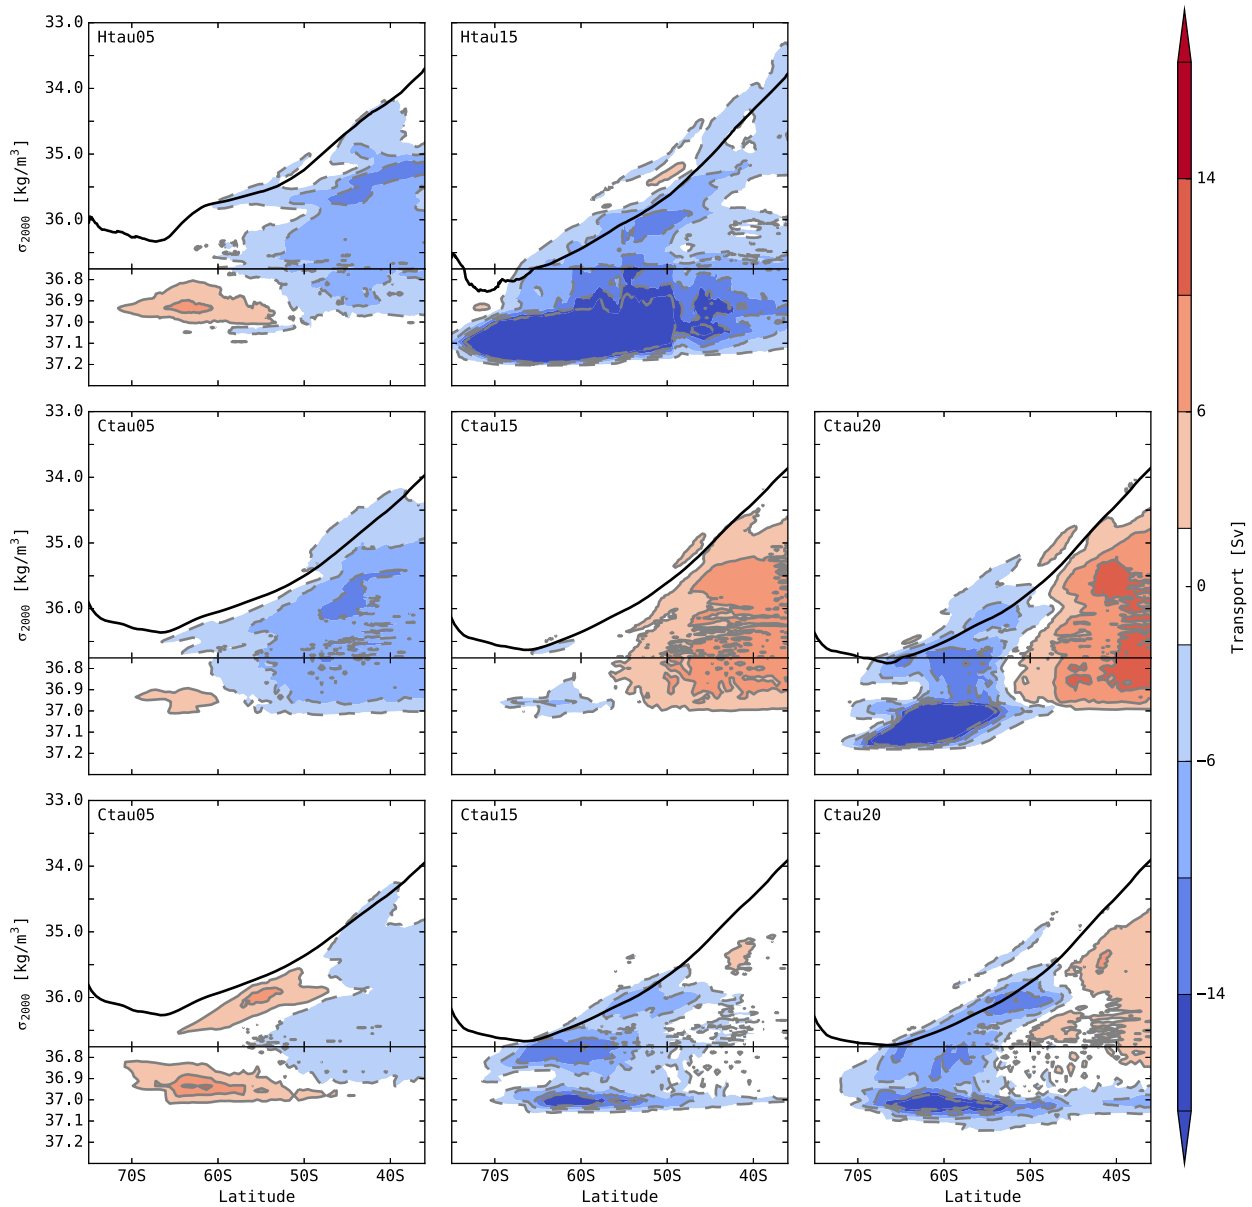 Htau05
Htau15
33.0
34.0
35.0
36.0
36.8
36.9
37.0
37.1
37.2
σ2000 [kg/m3]
Ctau05
Ctau15
Ctau20
33.0
34.0
35.0
36.0
36.8
36.9
37.0
37.1
37.2
σ2000 [kg/m3]
Ctau05
Ctau15
Ctau20
33.0
34.0
35.0
36.0
36.8
36.9
37.0
37.1
37.2
σ2000 [kg/m3]
70S 60S 50S 40S
Latitude
70S 60S 50S 40S
Latitude
70S 60S 50S 40S
Latitude
14
6
0
−6
−14
Transport [Sv]